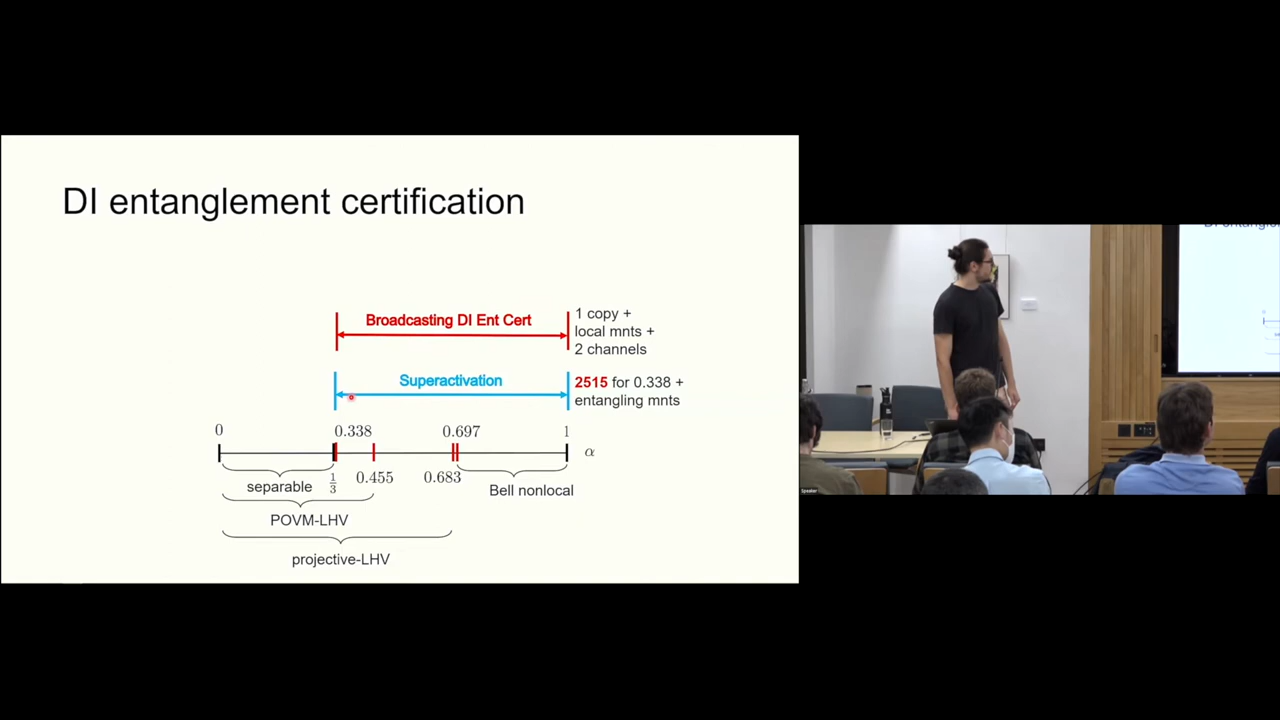 DI entanglement certification
Broadcasting DI Ent Cert
1 copy +
local mnts +
2 channels
Superactivation
2515 for 0.338 +
entangling mnts
0
0.338
0.697
1
α
separable
1/3
0.455
0.683
Bell nonlocal
POVM-LHV
projective-LHV
Speaker